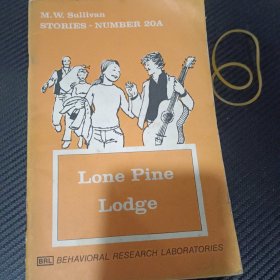 M.W. Sullivan
STORIES - NUMBER 20A
Lone Pine
Lodge
BRL BEHAVIORAL RESEARCH LABORATORIES